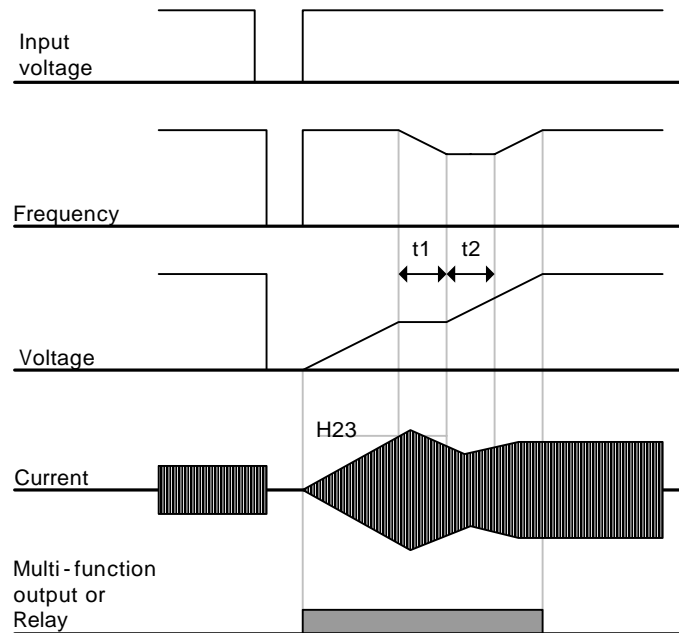 Input
voltage
Frequency
t1
t2
Voltage
H23
Current
Multi - function
output or
Relay